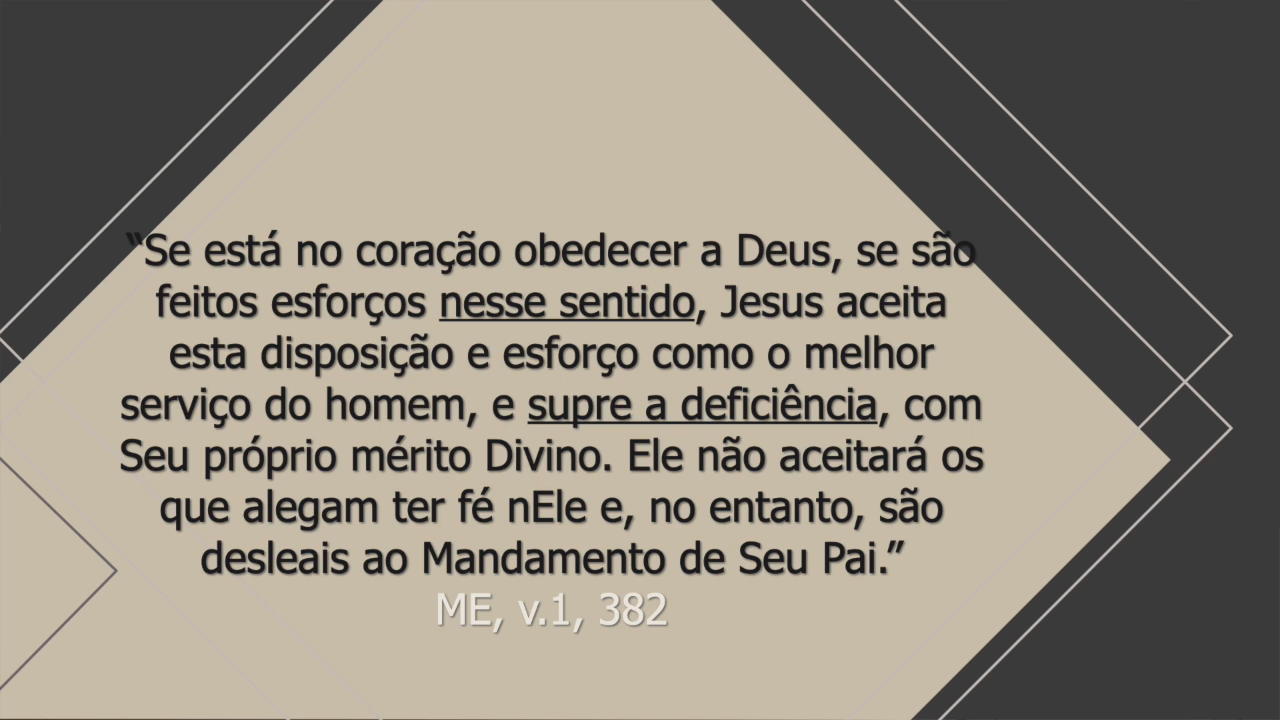 “Se está no coração obedecer a Deus, se são
feitos esforços nesse sentido, Jesus aceita
esta disposição e esforço como o melhor
serviço do homem, e supre a deficiência, com
Seu próprio mérito Divino. Ele não aceitará os
que alegam ter fé nEle e, no entanto, são
desleais ao Mandamento de Seu Pai.”
ME, v.1, 382